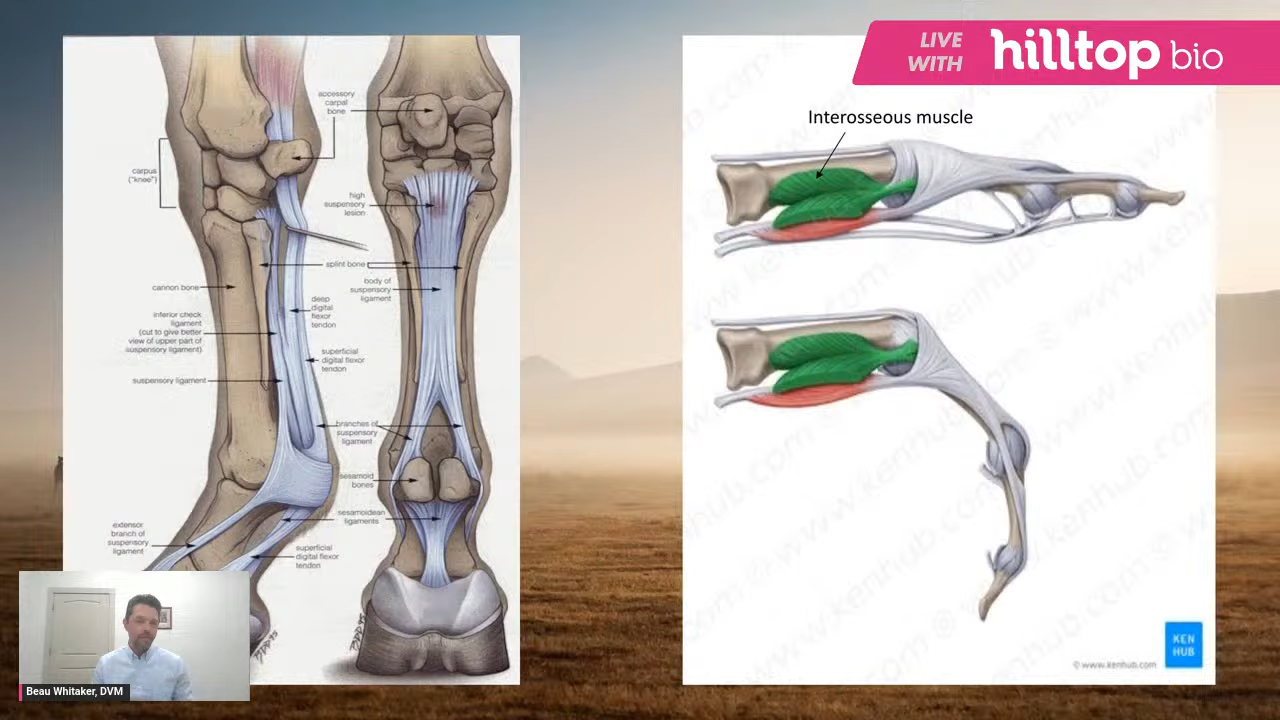 LIVE
WITH
hilltop bio
accessory
carpal
bone
carpus
("knee")
high
suspensory
lesion
splint bone
cannon bone
body of
suspensory
ligament
deep
digital
flexor
tendon
inferior check
ligament
(cut to give better
view of upper part of
suspensory ligament)
superficial
digital flexor
tendon
suspensory ligament
branches of
suspensory
ligament
sesamoid
bones
sesamoidean
ligaments
extensor
branch of
suspensory
ligament
superficial
digital flexor
tendon
Beau Whitaker, DVM
Interosseous muscle
KEN
HUB
© www.kenhub.com